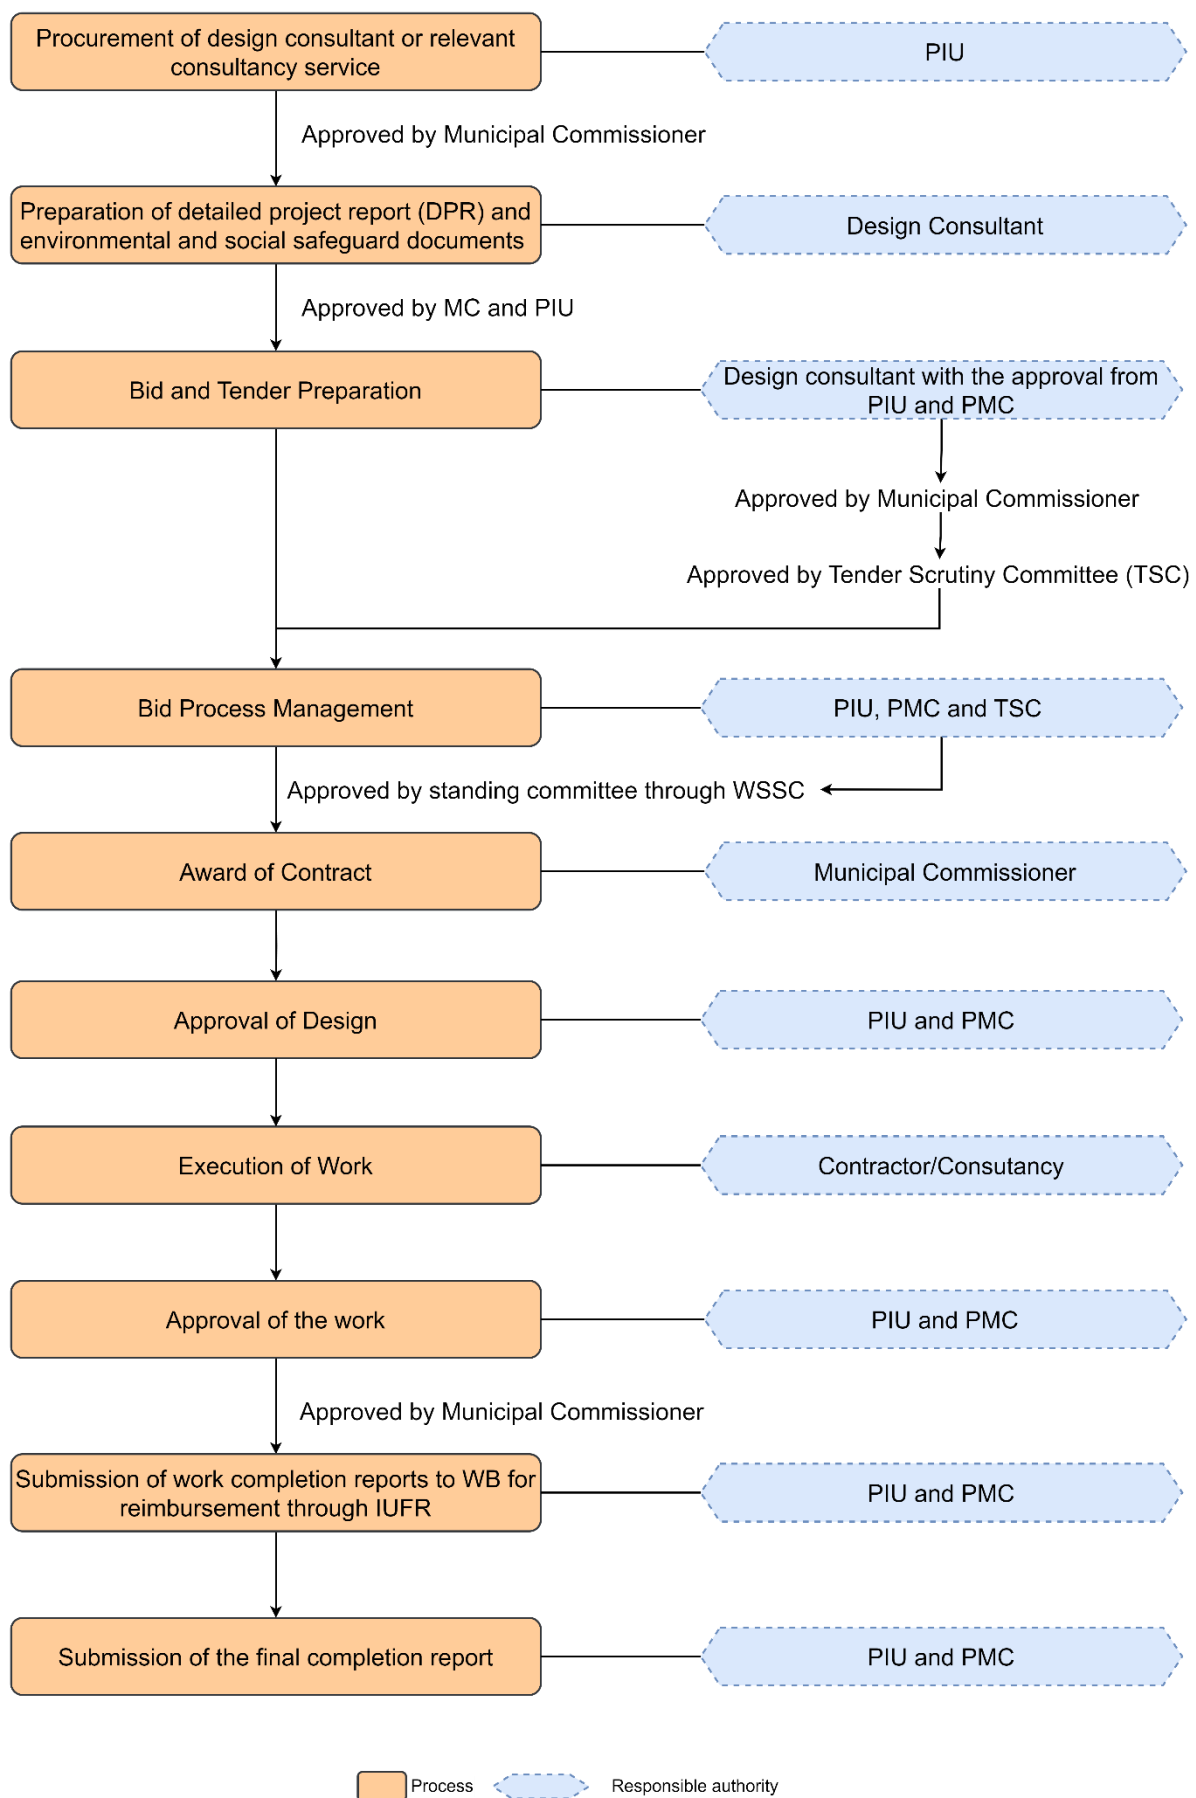 Procurement of design consultant or relevant
consultancy service
PIU
Approved by Municipal Commissioner
Preparation of detailed project report (DPR) and
environmental and social safeguard documents
Design Consultant
Approved by MC and PIU
Bid and Tender Preparation
Design consultant with the approval from
PIU and PMC
Approved by Municipal Commissioner
Approved by Tender Scrutiny Committee (TSC)
Bid Process Management
PIU, PMC and TSC
Approved by standing committee through WSSC
Award of Contract
Municipal Commissioner
Approval of Design
PIU and PMC
Execution of Work
Contractor/Consutancy
Approval of the work
PIU and PMC
Approved by Municipal Commissioner
Submission of work completion reports to WB for
reimbursement through IUFR
PIU and PMC
Submission of the final completion report
PIU and PMC
Process
Responsible authority